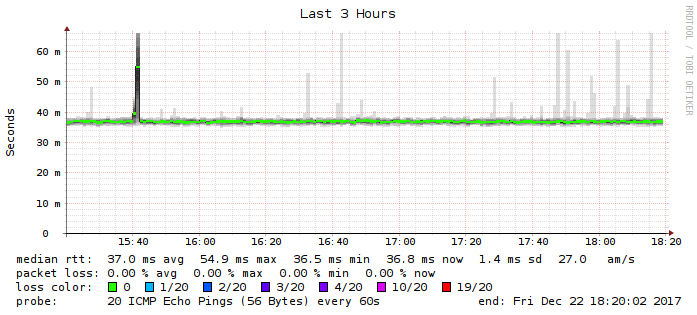 Last 3 Hours
RRDTOOL / TOBI OETIKER
Seconds
60 m
50 m
40 m
30 m
20 m
10 m
0
15:40 16:00 16:20 16:40 17:00 17:20 17:40 18:00 18:20
median rtt: 37.0 ms avg 54.9 ms max 36.5 ms min 36.8 ms now 1.4 ms sd 27.0 am/s
packet loss: 0.00 % avg 0.00 % max 0.00 % min 0.00 % now
loss color: 0 1/20 2/20 3/20 4/20 10/20 19/20
probe: 20 ICMP Echo Pings (56 Bytes) every 60s end: Fri Dec 22 18:20:02 2017